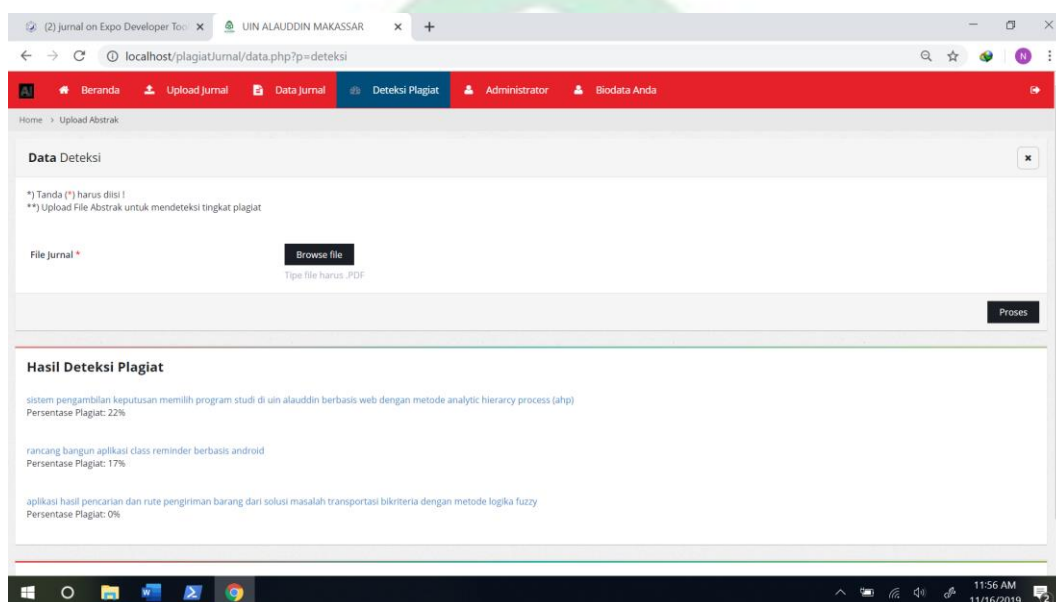 (2) jurnal on Expo Developer Too
UIN ALAUDDIN MAKASSAR
localhost/plagiatJurnal/data.php?p=deteksi
N
AI Beranda Upload Jurnal Data Jurnal Deteksi Plagiat Administrator Biodata Anda
Home > Upload Abstrak
Data Deteksi
*) Tanda (*) harus diisi !
**) Upload File Abstrak untuk mendeteksi tingkat plagiat
File Jurnal * Browse file
Tipe file harus .PDF
Proses
Hasil Deteksi Plagiat
sistem pengambilan keputusan memilih program studi di uin alauddin berbasis web dengan metode analytic hierarcy process (ahp)
Persentase Plagiat: 22%
rancang bangun aplikasi class reminder berbasis android
Persentase Plagiat: 17%
aplikasi hasil pencarian dan rute pengiriman barang dari solusi masalah transportasi bikriteria dengan metode logika fuzzy
Persentase Plagiat: 0%
11:56 AM
11/16/2019
2